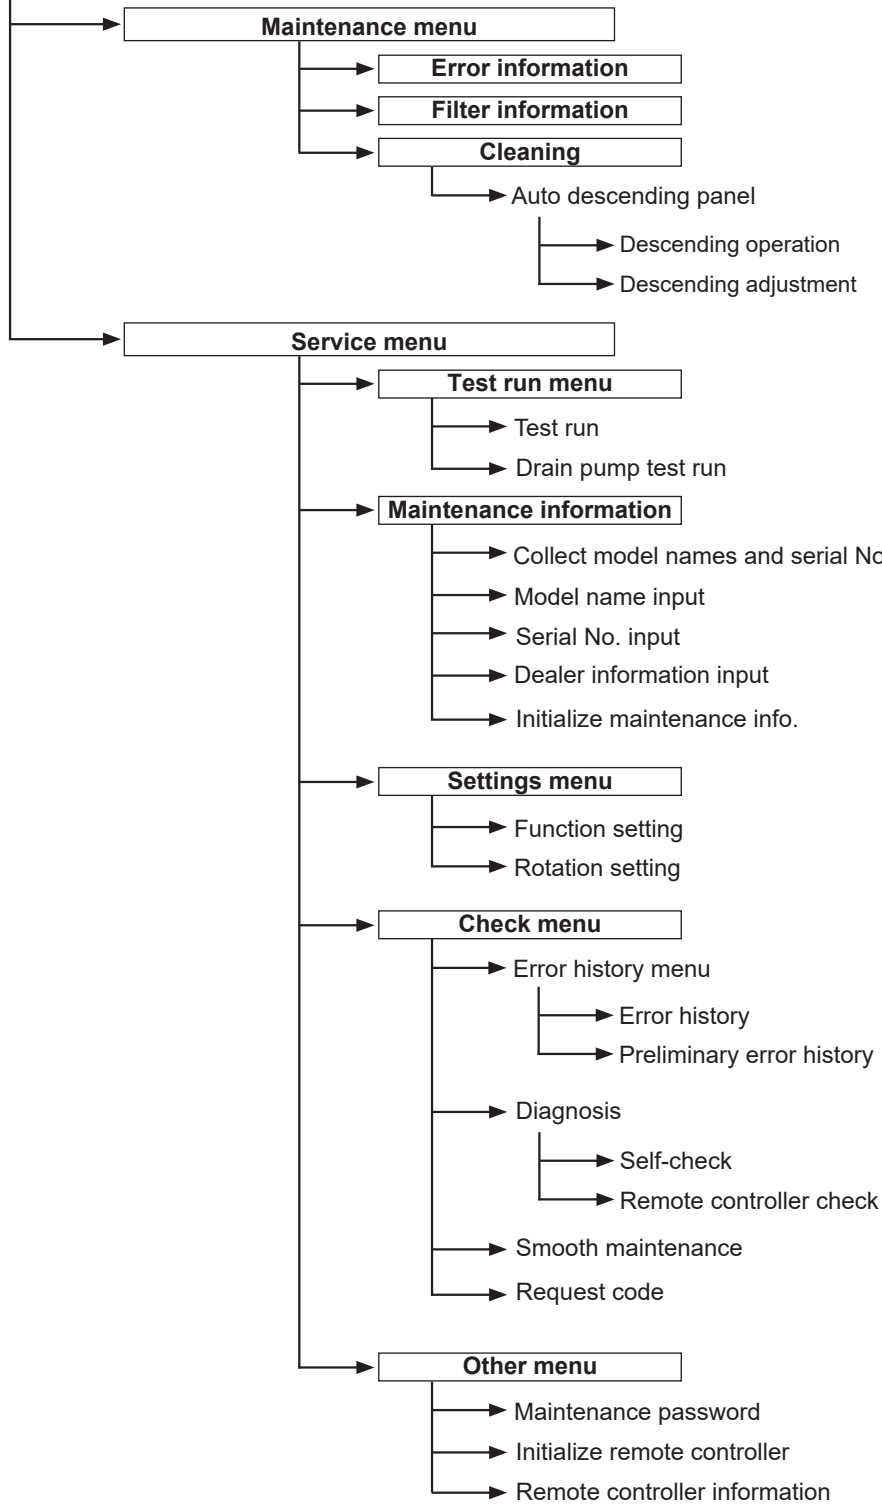 Maintenance menu
Error information
Filter information
Cleaning
Auto descending panel
Descending operation
Descending adjustment
Service menu
Test run menu
Test run
Drain pump test run
Maintenance information
Collect model names and serial No
Model name input
Serial No. input
Dealer information input
Initialize maintenance info.
Settings menu
Function setting
Rotation setting
Check menu
Error history menu
Error history
Preliminary error history
Diagnosis
Self-check
Remote controller check
Smooth maintenance
Request code
Other menu
Maintenance password
Initialize remote controller
Remote controller information